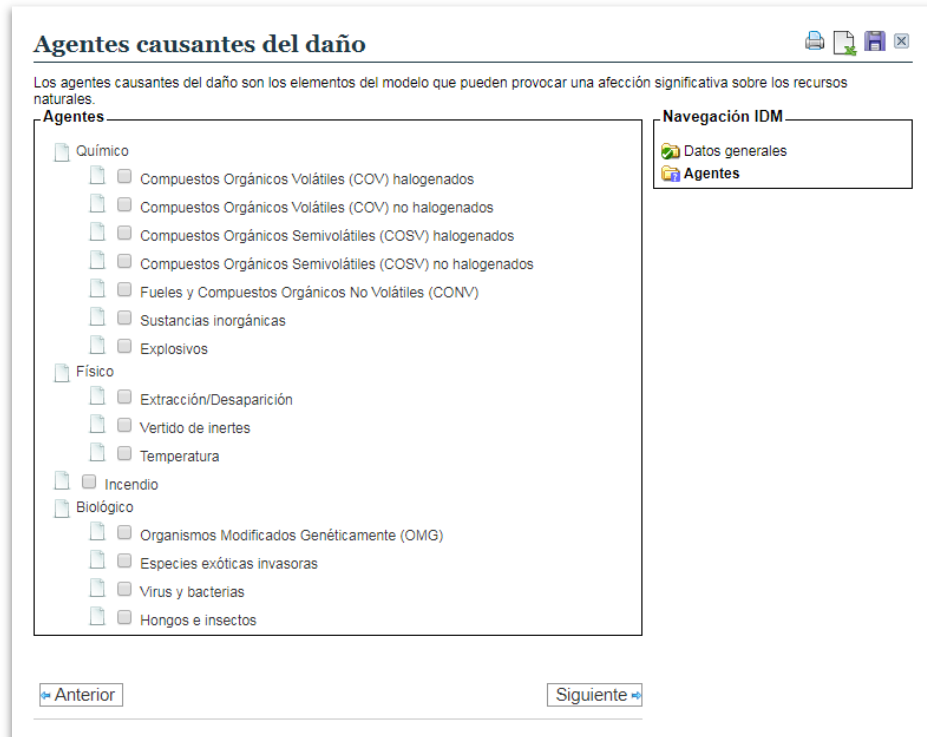 Agentes causantes del daño
Los agentes causantes del daño son los elementos del modelo que pueden provocar una afección significativa sobre los recursos
naturales.
Agentes
Químico
Compuestos Orgánicos Volátiles (COV) halogenados
Compuestos Orgánicos Volátiles (COV) no halogenados
Compuestos Orgánicos Semivolátiles (COSV) halogenados
Compuestos Orgánicos Semivolátiles (COSV) no halogenados
Fueles y Compuestos Orgánicos No Volátiles (CONV)
Sustancias inorgánicas
Explosivos
Físico
Extracción/Desaparición
Vertido de inertes
Temperatura
Incendio
Biológico
Organismos Modificados Genéticamente (OMG)
Especies exóticas invasoras
Virus y bacterias
Hongos e insectos
Navegación IDM
Datos generales
Agentes
Anterior
Siguiente